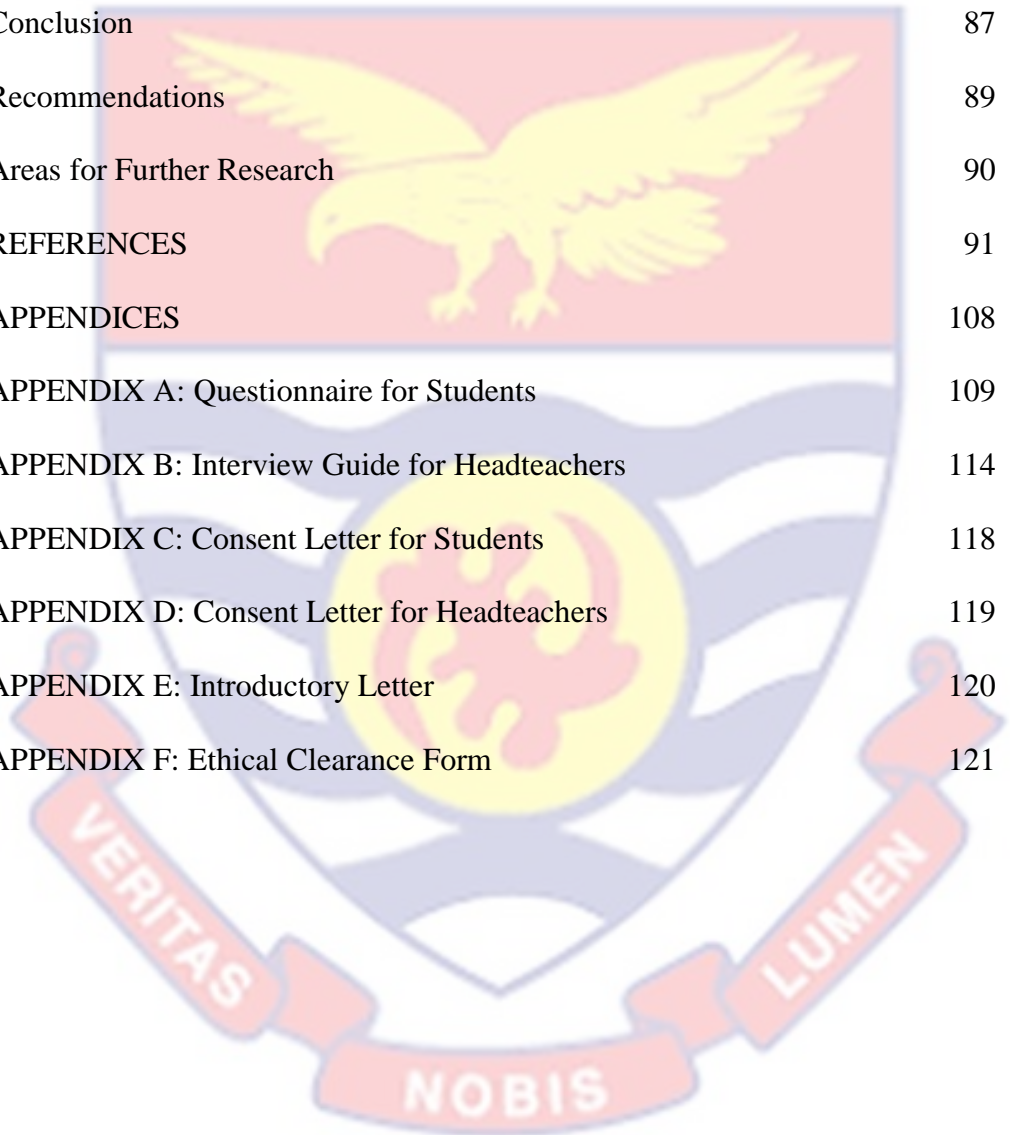 Conclusion 87
Recommendations 89
Areas for Further Research 90
REFERENCES 91
APPENDICES 108
APPENDIX A: Questionnaire for Students 109
APPENDIX B: Interview Guide for Headteachers 114
APPENDIX C: Consent Letter for Students 118
APPENDIX D: Consent Letter for Headteachers 119
APPENDIX E: Introductory Letter 120
APPENDIX F: Ethical Clearance Form 121
VERITAS
NOBIS
LUMEN